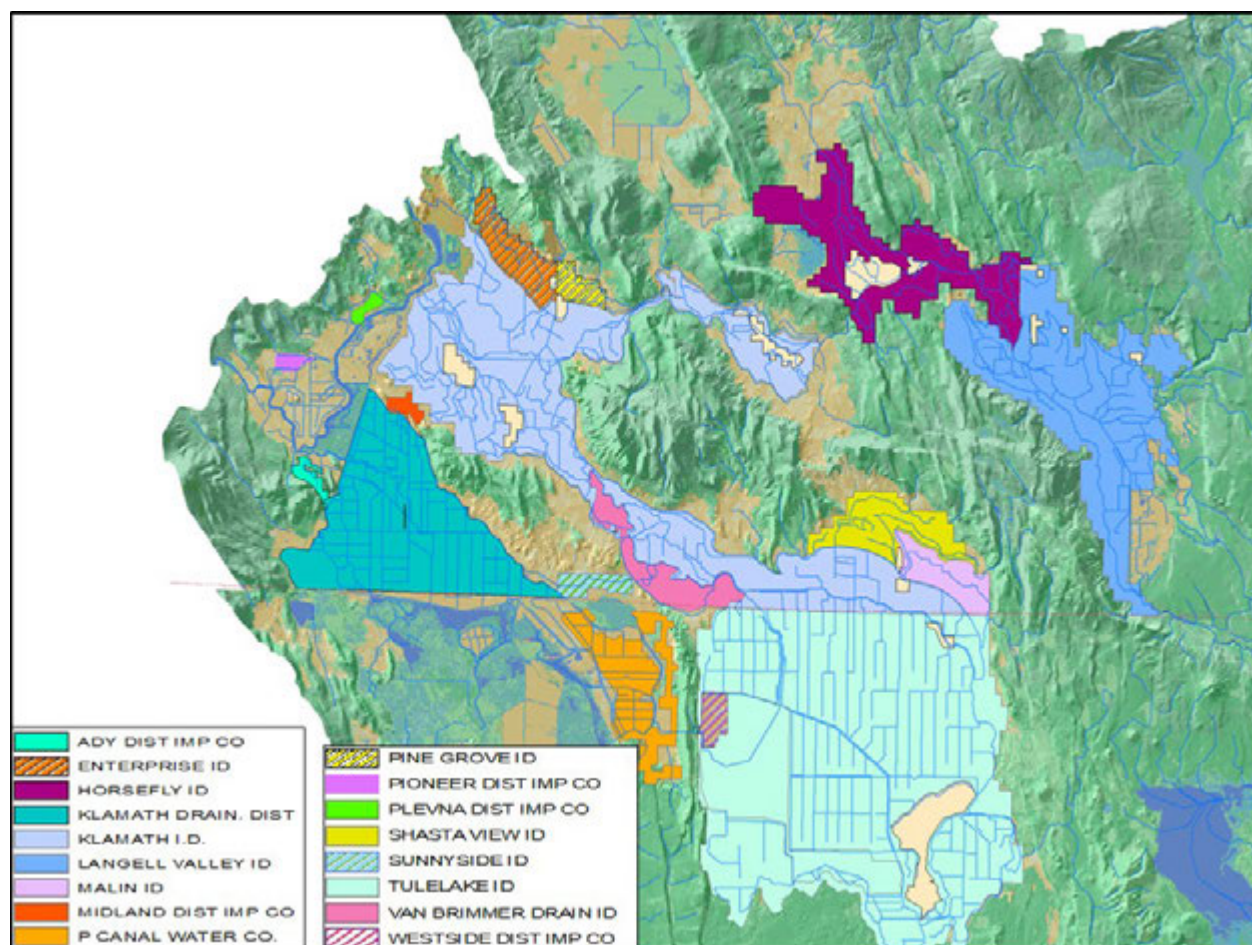 ADY DIST IMP CO
ENTERPRISE ID
HORSEFLY ID
KLAMATH DRAIN. DIST
KLAMATH I.D.
LANGELL VALLEY ID
MALIN ID
MIDLAND DIST IMP CO
P CANAL WATER CO.
PINE GROVE ID
PIONEER DIST IMP CO
PLEVNA DIST IMP CO
SHASTA VIEW ID
SUNNYSIDE ID
TULELAKE ID
VAN BRIMMER DRAIN ID
WESTSIDE DIST IMP CO